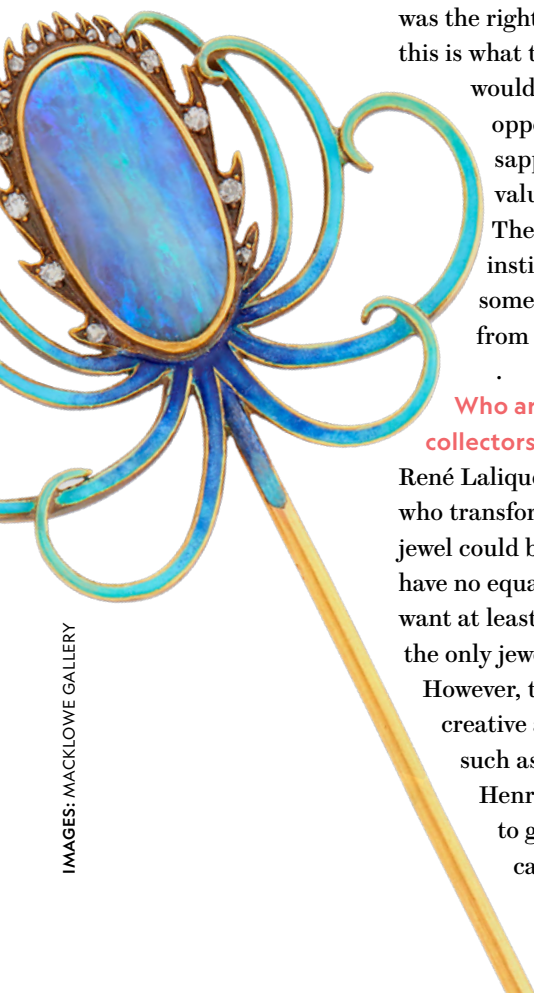 was the right
this is what t
would
oppo
sapp
valu
The
insti
some
from
.
Who ar
collectors
René Lalique
who transfor
jewel could b
have no equa
want at least
the only jewe
However, t
creative a
such as
Henr
to g
ca
IMAGES: MACKLOWE GALLERY